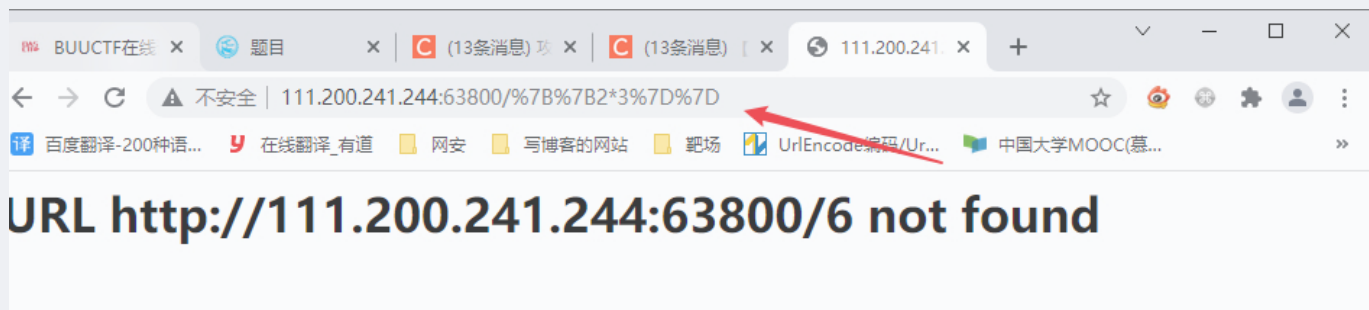 BUUCTF在线
题目
(13条消息) 攻
(13条消息) [
111.200.241.
不安全 | 111.200.241.244:63800/%7B%7B2*3%7D%7D
百度翻译-200种语... 在线翻译_有道 网安 写博客的网站 靶场 UrlEncode编码/Ur... 中国大学MOOC(慕... »
URL http://111.200.241.244:63800/6 not found